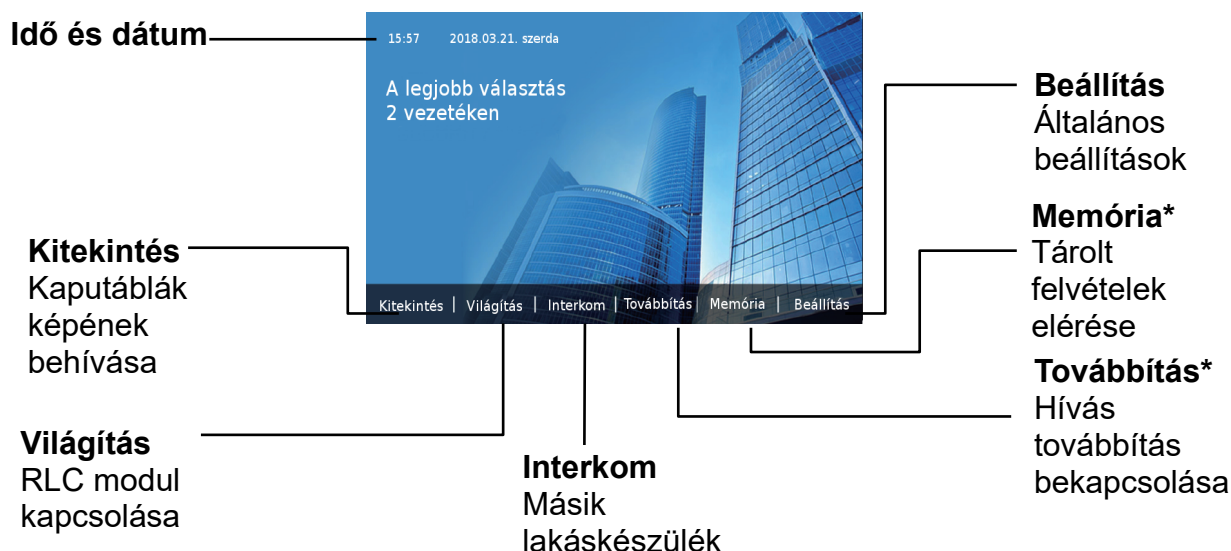 Idő és dátum
15:57 2018.03.21. szerda
A legjobb választás
2 vezetéken
Kitekintés | Világítás | Interkom | Továbbítás | Memória | Beállítás
Beállítás
Általános
beállítások
Memória*
Tárolt
felvételek
elérése
Továbbítás*
Hívás
továbbítás
bekapcsolása
Kitekintés
Kaputáblák
képének
behívása
Világítás
RLC modul
kapcsolása
Interkom
Másik
lakáskészülék